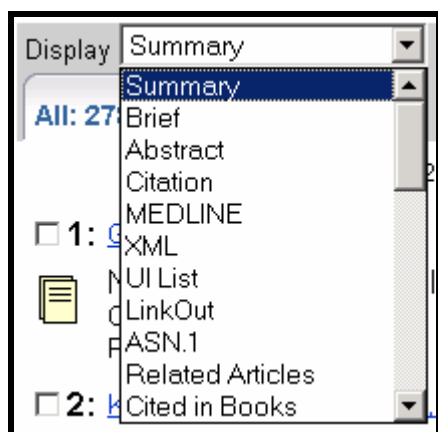 Display Summary
Summary
All: 27
Brief
Abstract
Citation
MEDLINE
1:
XML
UI List
LinkOut
ASN.1
Related Articles
2: Cited in Books